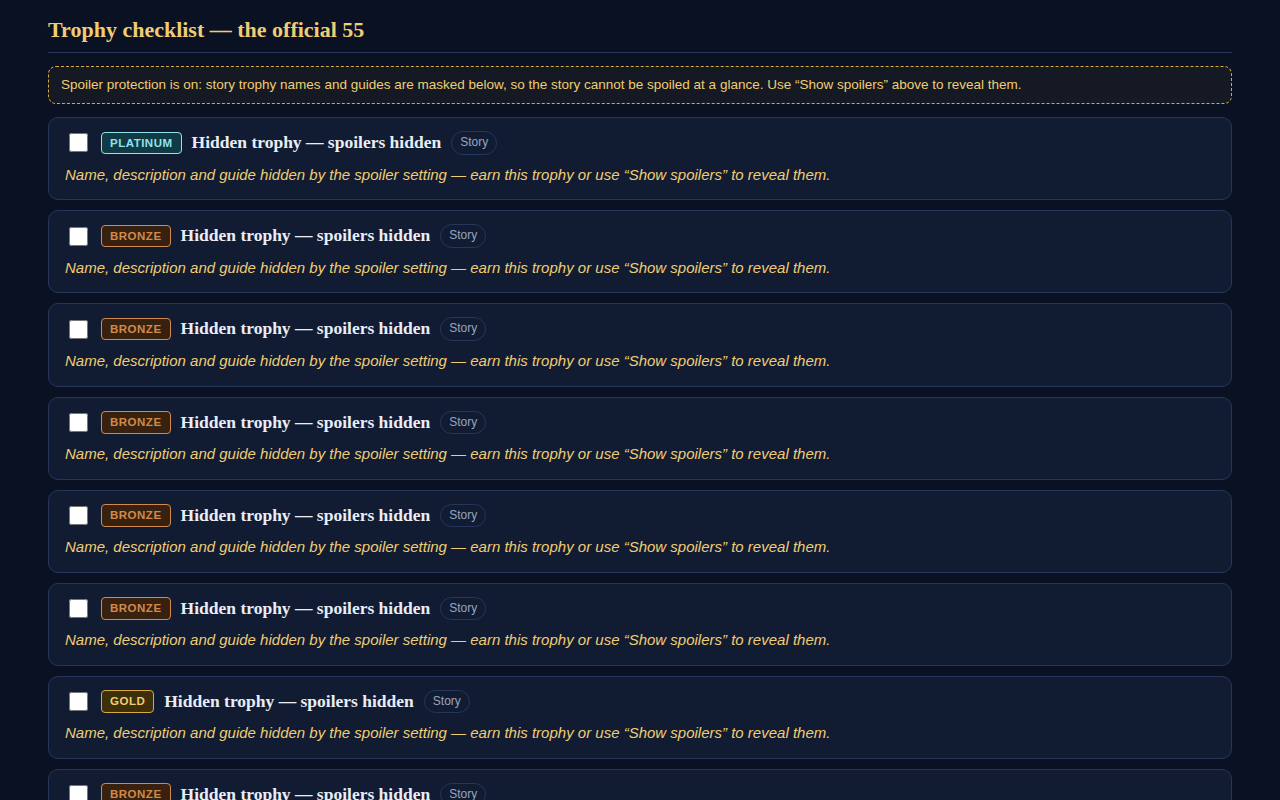 Trophy checklist — the official 55
Spoiler protection is on: story trophy names and guides are masked below, so the story cannot be spoiled at a glance. Use “Show spoilers” above to reveal them.
PLATINUM Hidden trophy — spoilers hidden Story
Name, description and guide hidden by the spoiler setting — earn this trophy or use “Show spoilers” to reveal them.
BRONZE Hidden trophy — spoilers hidden Story
Name, description and guide hidden by the spoiler setting — earn this trophy or use “Show spoilers” to reveal them.
BRONZE Hidden trophy — spoilers hidden Story
Name, description and guide hidden by the spoiler setting — earn this trophy or use “Show spoilers” to reveal them.
BRONZE Hidden trophy — spoilers hidden Story
Name, description and guide hidden by the spoiler setting — earn this trophy or use “Show spoilers” to reveal them.
BRONZE Hidden trophy — spoilers hidden Story
Name, description and guide hidden by the spoiler setting — earn this trophy or use “Show spoilers” to reveal them.
BRONZE Hidden trophy — spoilers hidden Story
Name, description and guide hidden by the spoiler setting — earn this trophy or use “Show spoilers” to reveal them.
GOLD Hidden trophy — spoilers hidden Story
Name, description and guide hidden by the spoiler setting — earn this trophy or use “Show spoilers” to reveal them.
BRONZE Hidden trophy — spoilers hidden Story